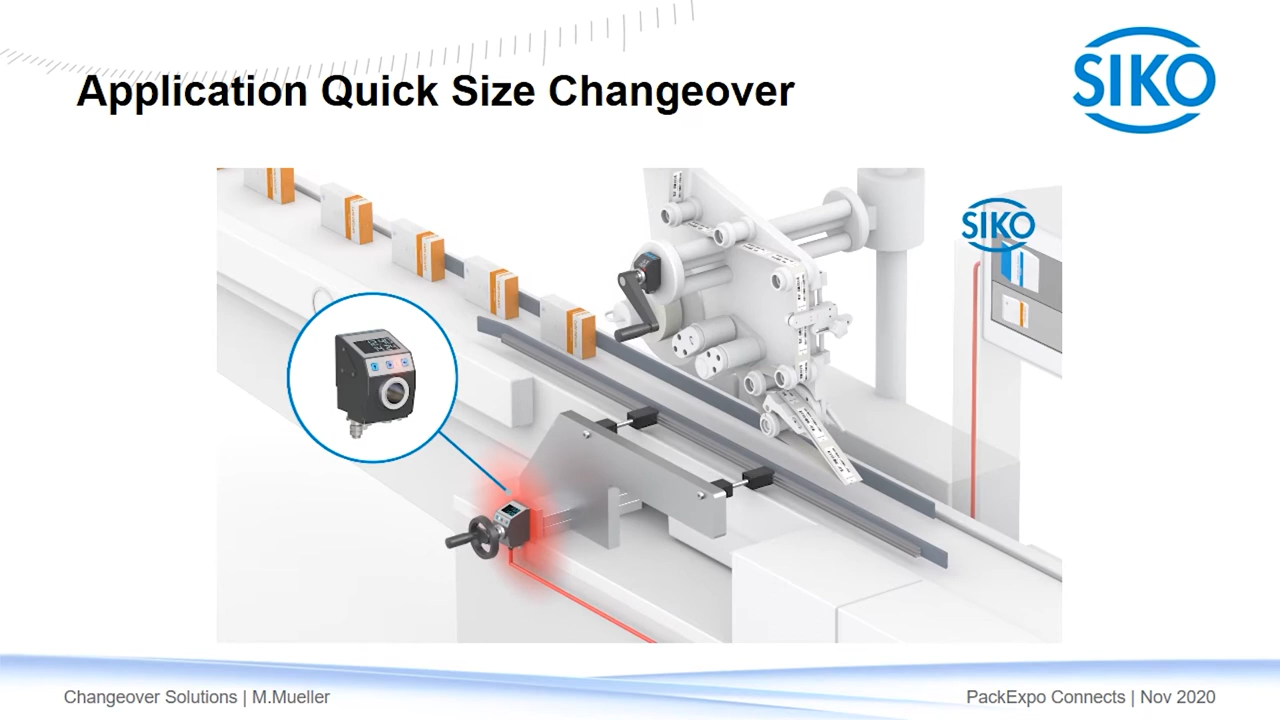 Application Quick Size Changeover
SIKO
SIKO
Changeover Solutions | M.Mueller
PackExpo Connects | Nov 2020